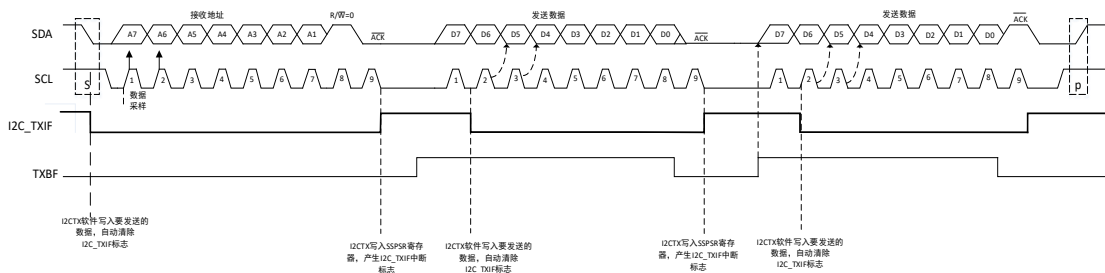 接收地址 R/W=0 发送数据 发送数据 ACK
SDA A7 A6 A5 A4 A3 A2 A1 ACK D7 D6 D5 D4 D3 D2 D1 D0 ACK D7 D6 D5 D4 D3 D2 D1 D0
SCL S 1 2 3 4 5 6 7 8 9 1 2 3 4 5 6 7 8 9 1 2 3 4 5 6 7 8 9 p
数据
采样
I2C_TXIF
TXBF
I2CTX软件写入要发送的
数据，自动清除
I2C_TXIF标志
I2CTX写入SSPSR寄存
器，产生I2C_TXIF中断
标志
I2CTX软件写入要发送的
数据，自动清除
I2C_TXIF标志
I2CTX写入SSPSR寄存
器，产生I2C_TXIF中断
标志
I2CTX软件写入要发送的
数据，自动清除
I2C_TXIF标志